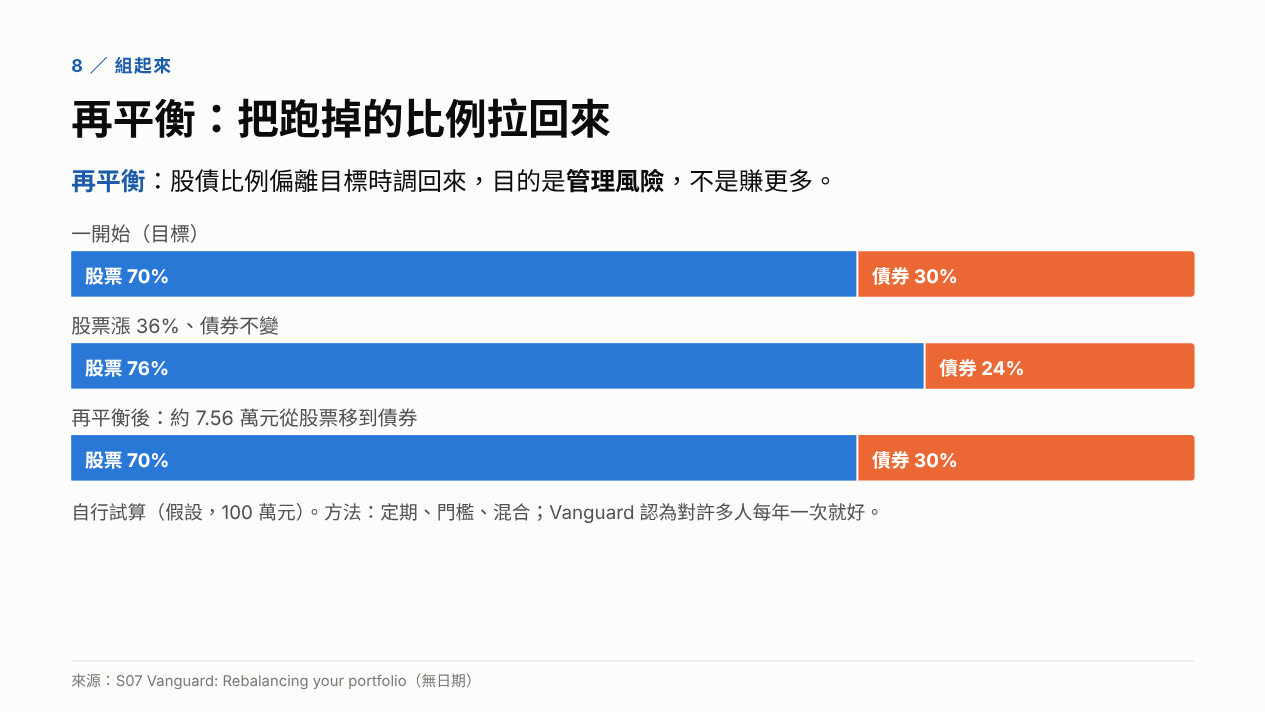 8 ／ 組起來
再平衡：把跑掉的比例拉回來
再平衡：股債比例偏離目標時調回來，目的是管理風險，不是賺更多。
一開始（目標）
股票 70% 債券 30%
股票漲 36%、債券不變
股票 76% 債券 24%
再平衡後：約 7.56 萬元從股票移到債券
股票 70% 債券 30%
自行試算（假設，100 萬元）。方法：定期、門檻、混合；Vanguard 認為對許多人每年一次就好。
來源：S07 Vanguard: Rebalancing your portfolio（無日期）